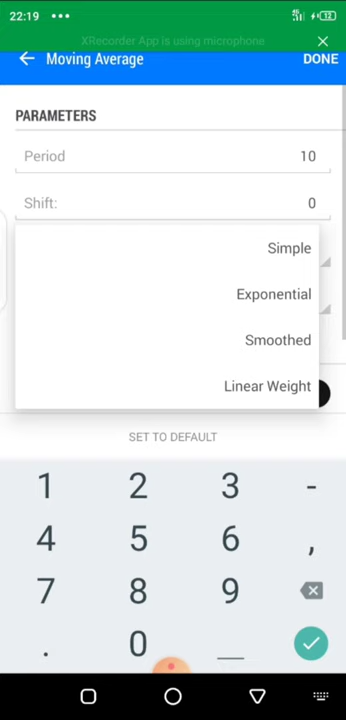 22:19
12
XRecorder App is using microphone
Moving Average
DONE
PARAMETERS
Period 10
Shift: 0
Simple
Exponential
Smoothed
Linear Weight
SET TO DEFAULT
1 2 3 -
4 5 6 ,
7 8 9
. 0 _